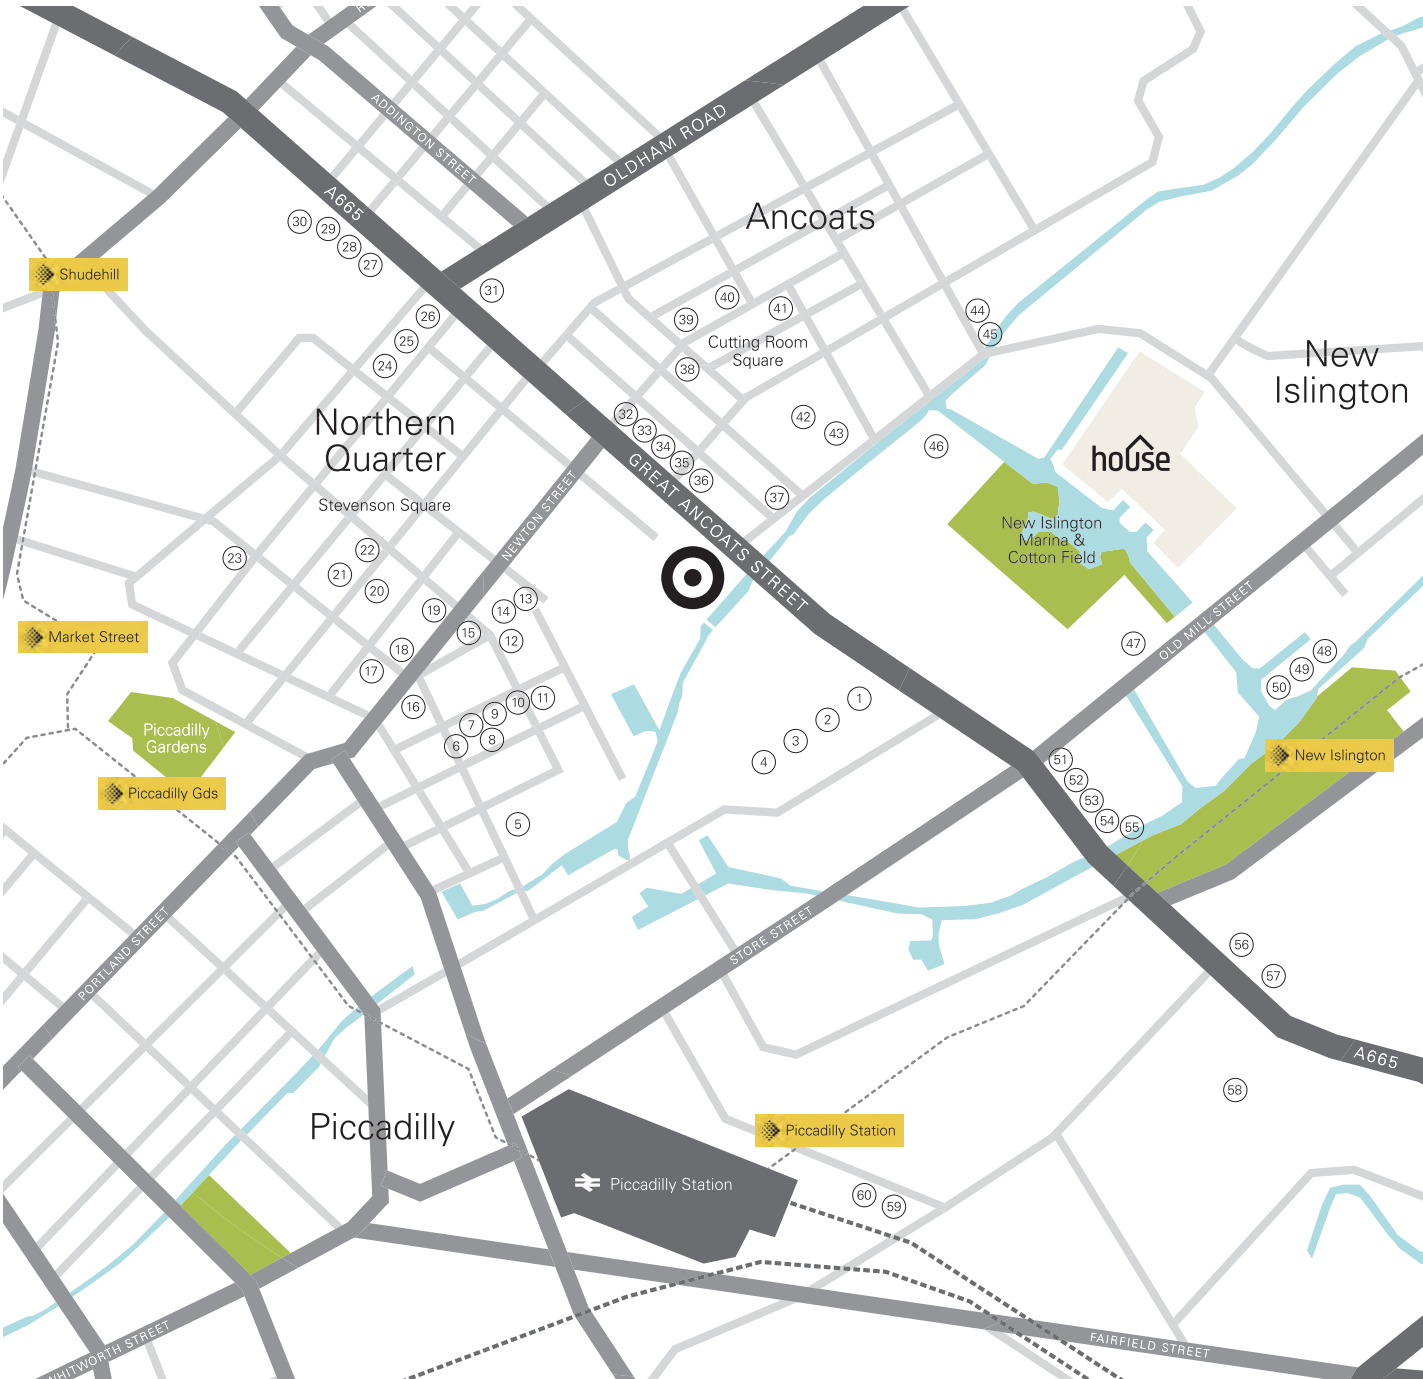 ADDINGTON STREET
OLDHAM ROAD
A665
Ancoats
30
29
28
27
Shudehill
31
26
25
24
40
41
39
Cutting Room
Square
38
44
45
New
Islington
Northern
Quarter
Stevenson Square
32
33
34
35
36
42
43
46
house
37
GREAT ANCOATS STREET
NEWTON STREET
New Islington
Marina &
Cotton Field
23
22
21
20
19
13
14
15
12
18
17
16
Market Street
47
OLD MILL STREET
48
49
50
11
10
9
7
8
6
1
2
3
4
Piccadilly
Gardens
Piccadilly Gds
New Islington
51
52
53
54
55
5
PORTLAND STREET
STORE STREET
56
57
A665
58
Piccadilly
Piccadilly Station
Piccadilly Station
60
59
WHITWORTH STREET
FAIRFIELD STREET